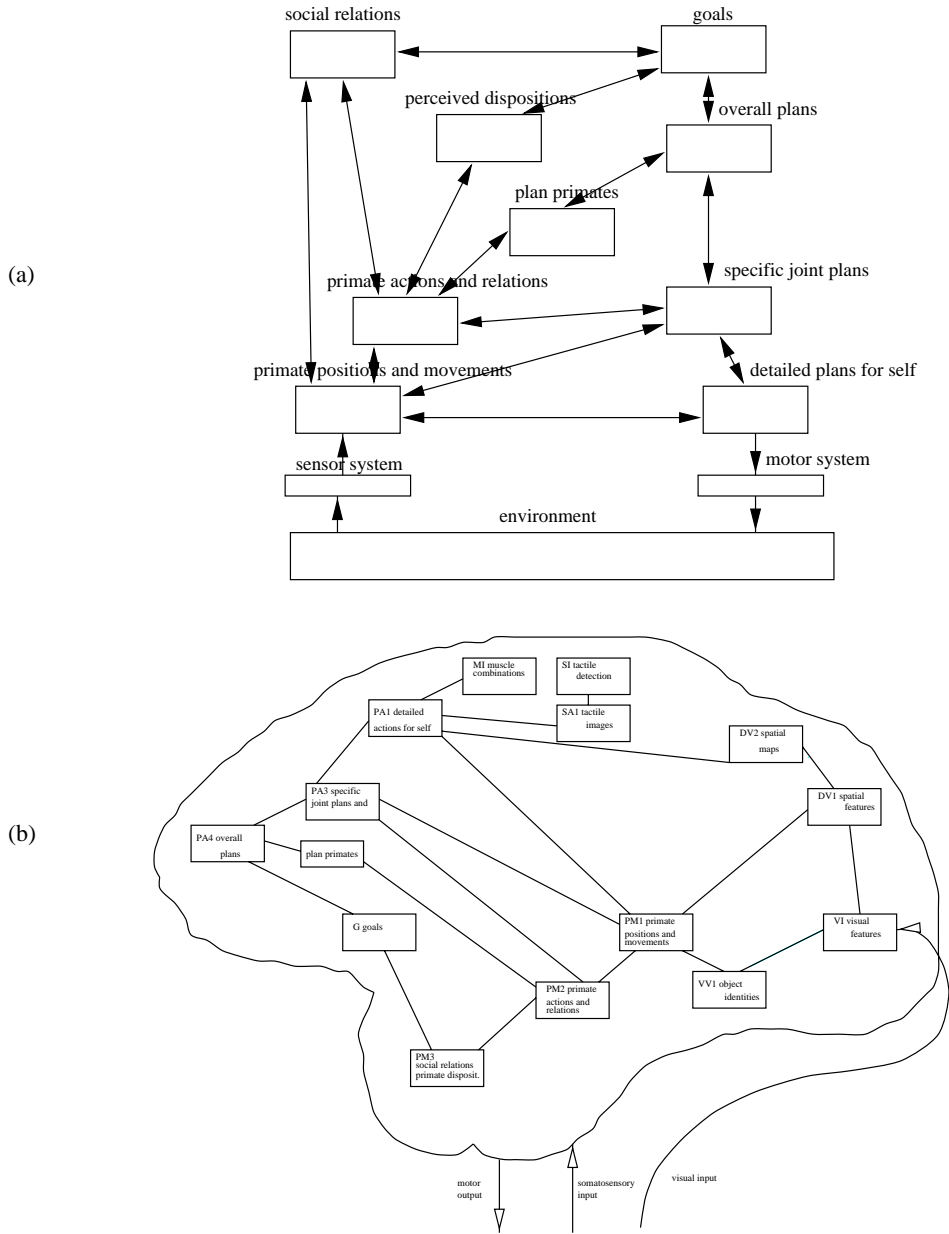 social relations
goals
perceived dispositions
overall plans
plan primates
(a)
specific joint plans
primate actions and relations
primate positions and movements
detailed plans for self
sensor system
motor system
environment
MI muscle
combinations
SI tactile
detection
PA1 detailed
actions for self
SA1 tactile
images
DV2 spatial
maps
PA3 specific
joint plans and
DV1 spatial
features
(b)
PA4 overall
plans
plan primates
G goals
PM1 primate
positions and
movements
VI visual
features
VV1 object
identities
PM2 primate
actions and
relations
PM3
social relations
primate disposit.
motor
output
somatosensory
input
visual input